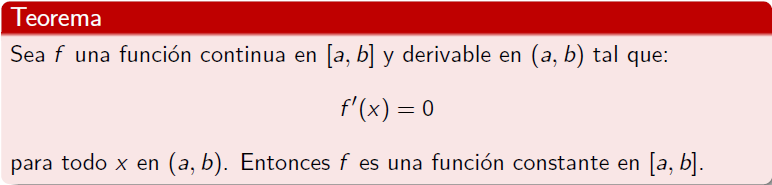 Teorema
Sea f una función continua en [a, b] y derivable en (a, b) tal que:
f′(x) = 0
para todo x en (a, b). Entonces f es una función constante en [a, b].